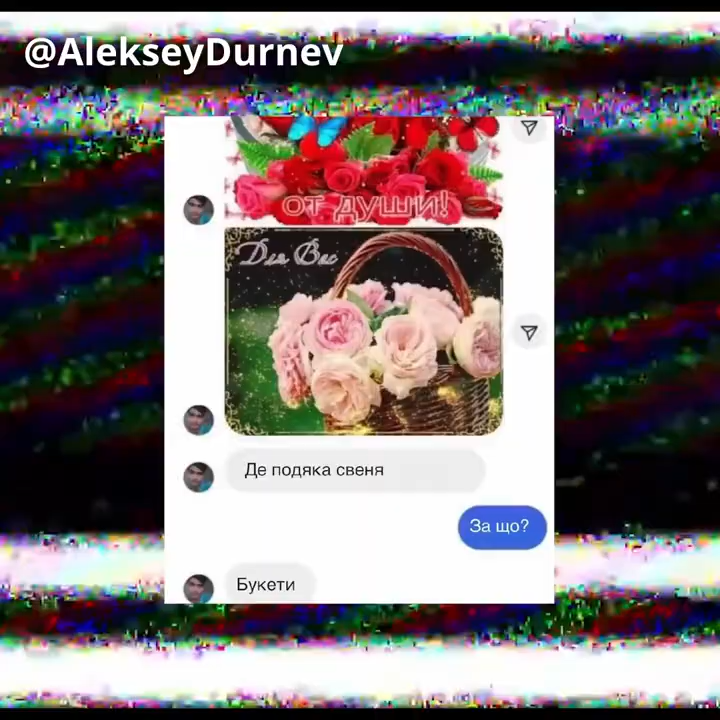 @AlekseyDurnev
от души!
Для Вас
Де подяка свеня
За що?
Букети